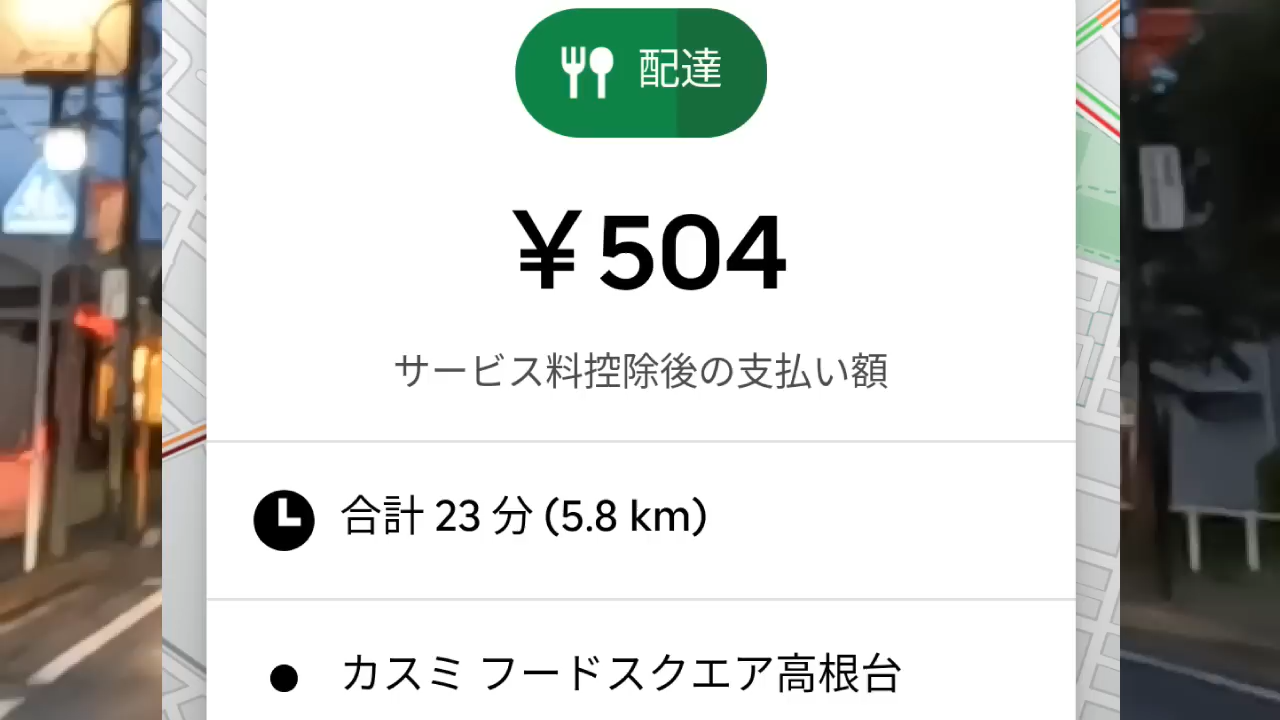 配達
¥504
サービス料控除後の支払い額
合計 23 分 (5.8 km)
カスミ フードスクエア高根台